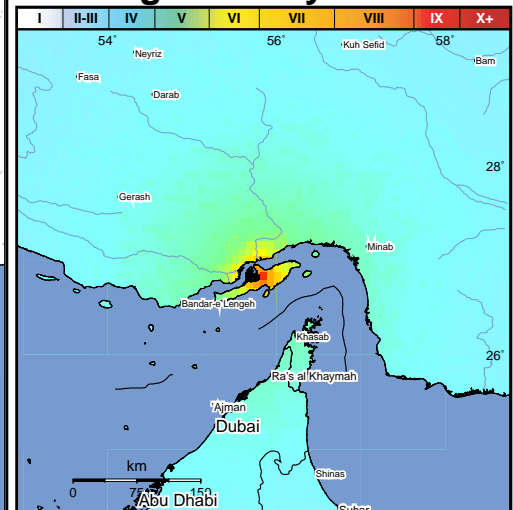 I II-III IV V VI VII VIII IX X+
54° 56° 58°
Kuh Sefid
Neyriz
Bam
Fasa
Darab
28°
Gerash
Minab
Bandar-e Lengeh
Khasab
26°
Ra's al Khaymah
'Ajman
Dubai
km
Shinas
0 75 150
Abu Dhabi